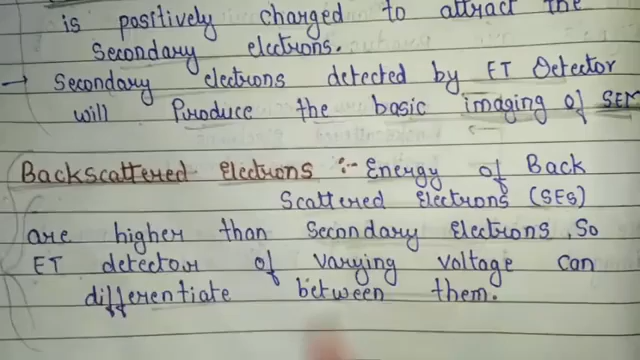 is positively charged to attract the
Secondary electrons.
→ Secondary electrons detected by ET Detector
will Produce the basic imaging of SEM
Backscattered Electrons :- Energy of Back
Scattered Electrons (SEs)
are higher than Secondary Electrons, So
ET detector of varying voltage can
differentiate between them.